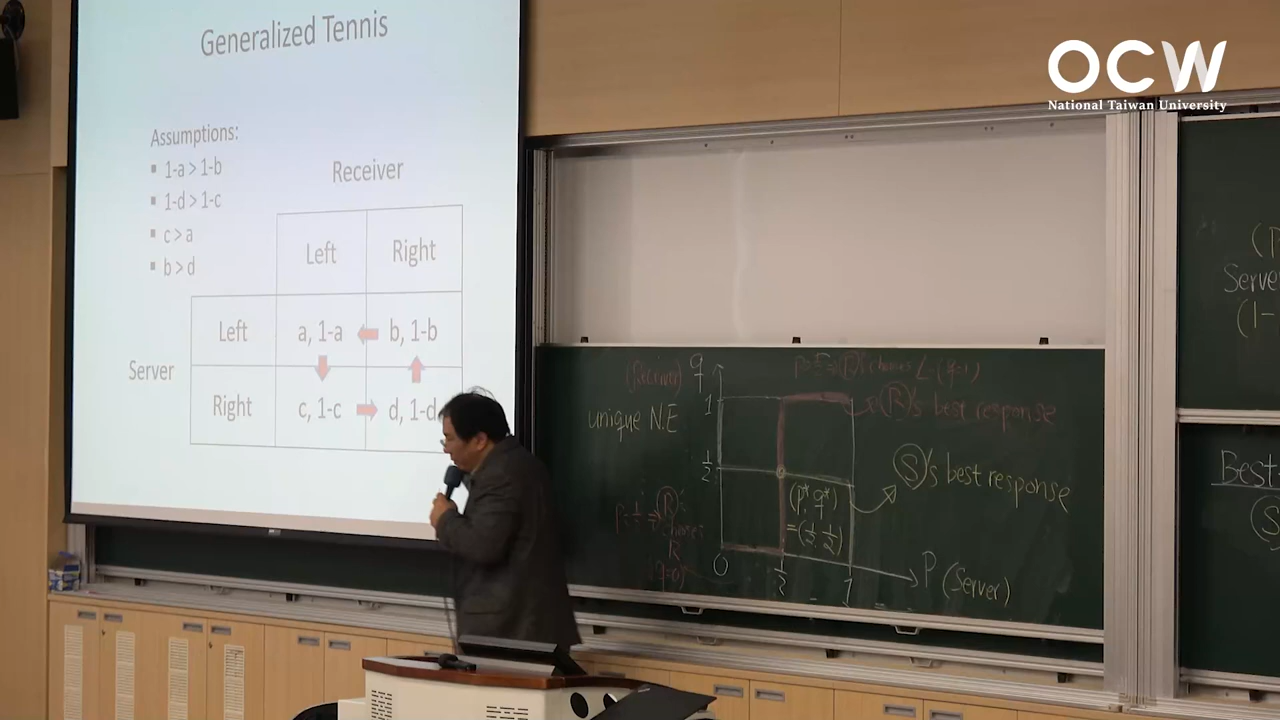 Generalized Tennis
Assumptions:
▪ 1-a > 1-b
▪ 1-d > 1-c
▪ c > a
▪ b > d
Receiver
Left Right
Left a, 1-a b, 1-b
Server
Right c, 1-c d, 1-d
OCW
National Taiwan University
(Receiver) q
1
unique N.E
Ⓡ's best response
1/2
Ⓢ's best response
(p*, q*)
=(1/2, 1/2)
R
0 1/2 1
P (Server)
Serve
(1-
Best
Ⓢ